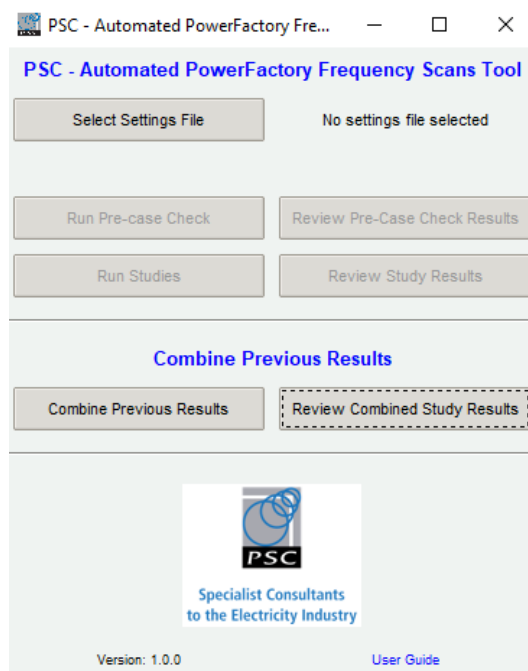 PSC - Automated PowerFactory Fre...
PSC - Automated PowerFactory Frequency Scans Tool
Select Settings File
No settings file selected
Run Pre-case Check
Review Pre-Case Check Results
Run Studies
Review Study Results
Combine Previous Results
Combine Previous Results
Review Combined Study Results
PSC
Specialist Consultants
to the Electricity Industry
Version: 1.0.0
User Guide